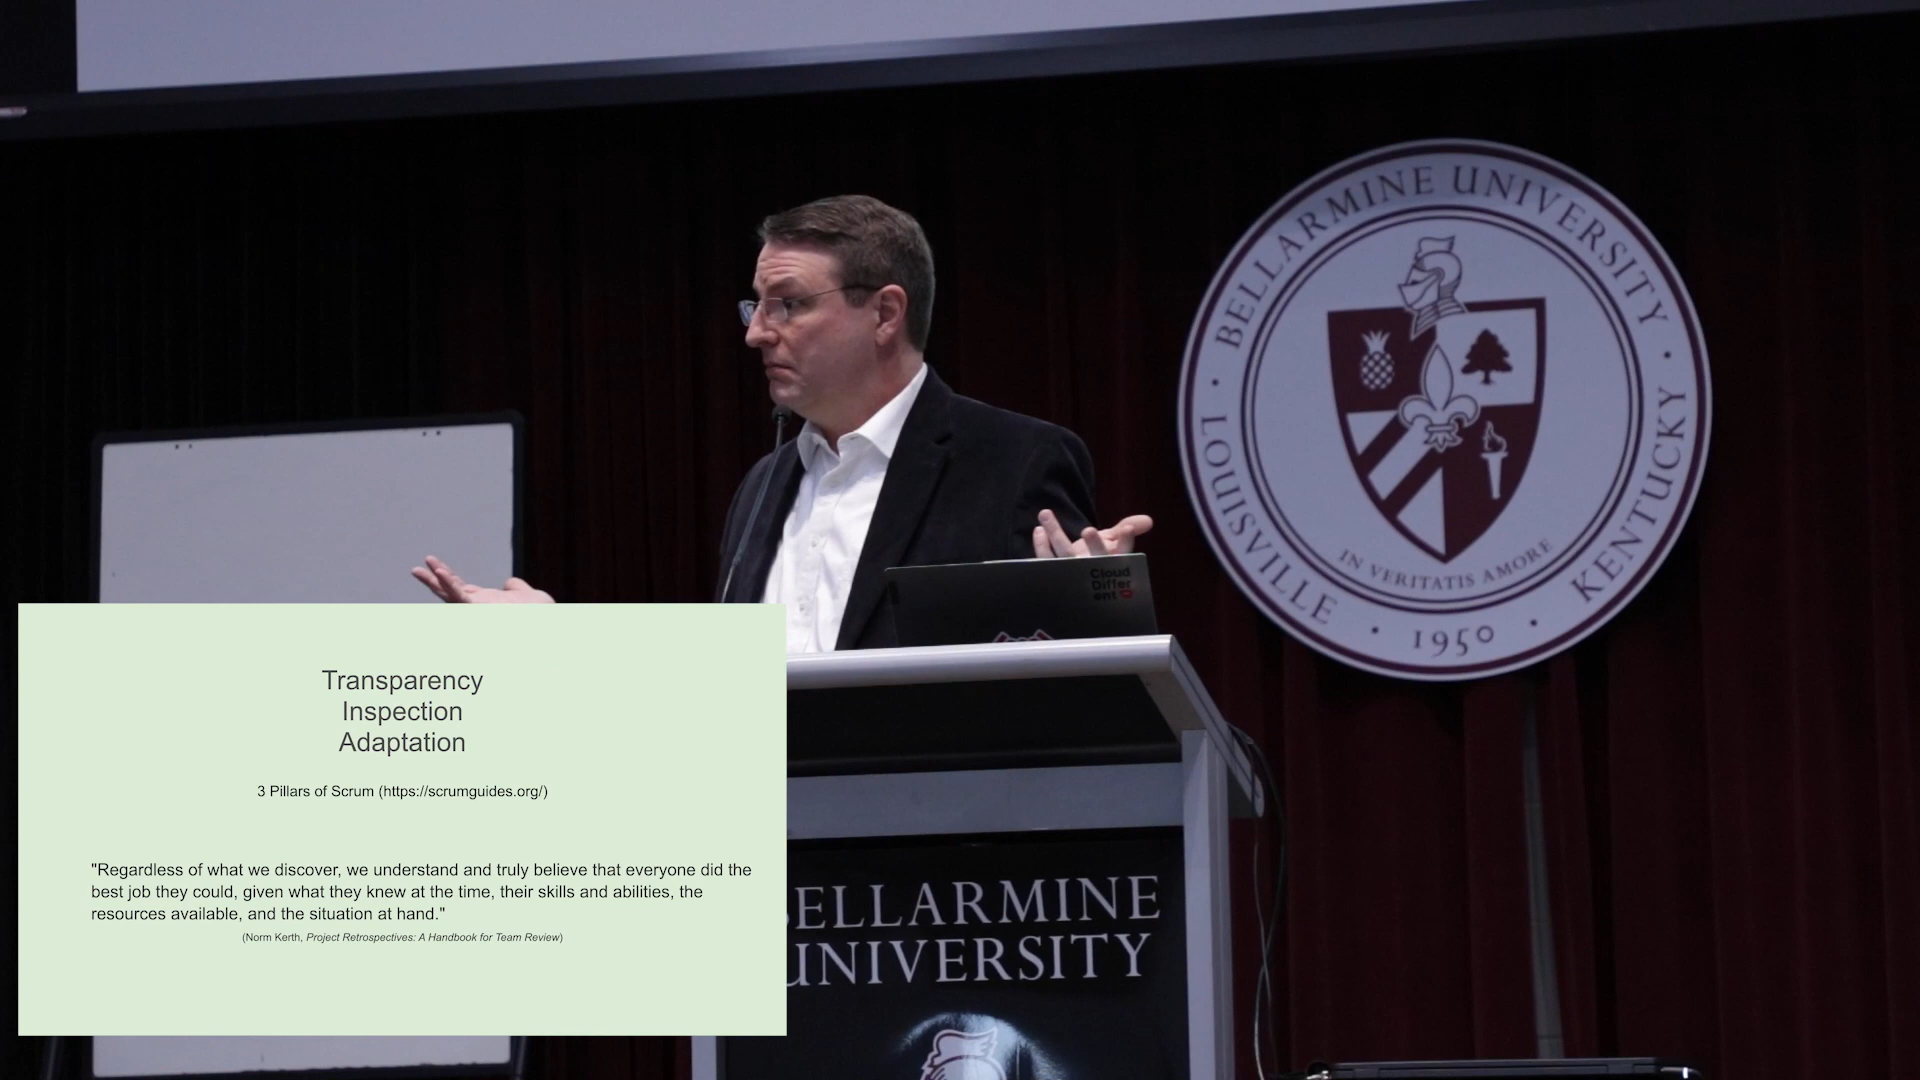 BELLARMINE UNIVERSITY
LOUISVILLE · KENTUCKY
IN VERITATIS AMORE
1950
Cloud
Differ
ent
Transparency
Inspection
Adaptation
3 Pillars of Scrum (https://scrumguides.org/)
"Regardless of what we discover, we understand and truly believe that everyone did the
best job they could, given what they knew at the time, their skills and abilities, the
resources available, and the situation at hand."
(Norm Kerth, Project Retrospectives: A Handbook for Team Review)
BELLARMINE
UNIVERSITY